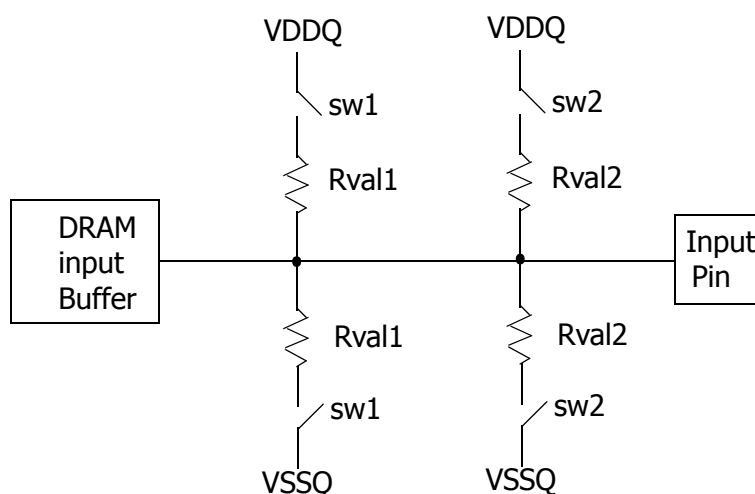 VDDQ
VDDQ
sw1
sw2
Rval1
Rval2
DRAM
input
Buffer
Input
Pin
Rval1
Rval2
sw1
sw2
VSSQ
VSSQ